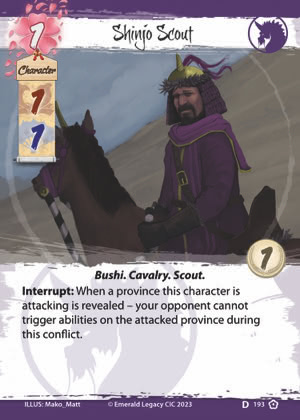 1
Shinjo Scout
Character
1
1
1
Bushi. Cavalry. Scout.
Interrupt: When a province this character is
attacking is revealed – your opponent cannot
trigger abilities on the attacked province during
this conflict.
ILLUS: Mako_Matt © Emerald Legacy CIC 2023 D 193